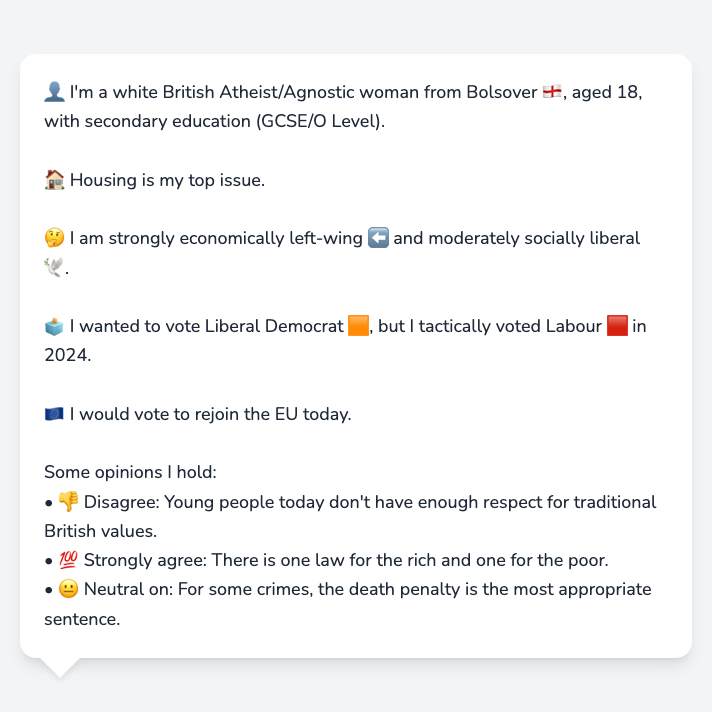 👤 I'm a white British Atheist/Agnostic woman from Bolsover 🏴󠁧󠁢󠁥󠁮󠁧󠁿, aged 18,
with secondary education (GCSE/O Level).
🏠 Housing is my top issue.
🤔 I am strongly economically left-wing ⬅️ and moderately socially liberal
🕊️.
🗳️ I wanted to vote Liberal Democrat 🟧, but I tactically voted Labour 🟥 in
2024.
🇪🇺 I would vote to rejoin the EU today.
Some opinions I hold:
• 👎 Disagree: Young people today don't have enough respect for traditional
British values.
• 💯 Strongly agree: There is one law for the rich and one for the poor.
• 😐 Neutral on: For some crimes, the death penalty is the most appropriate
sentence.